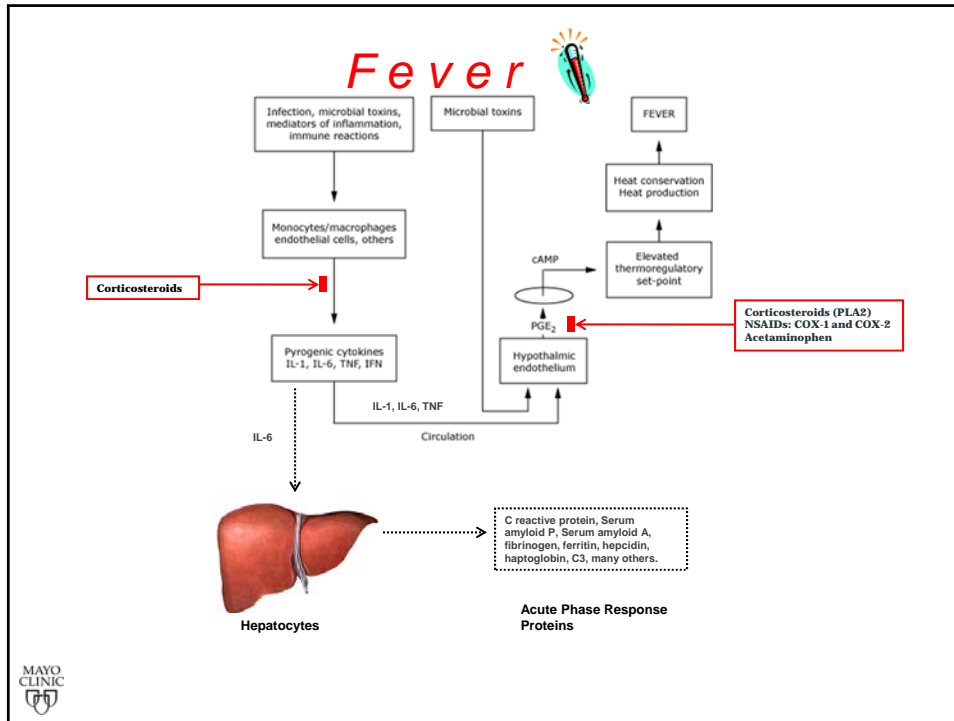 Fever
Infection, microbial toxins,
mediators of inflammation,
immune reactions
Microbial toxins
FEVER
Heat conservation
Heat production
Monocytes/macrophages
endothelial cells, others
cAMP
Elevated
thermoregulatory
set-point
Corticosteroids
Corticosteroids (PLA2)
NSAIDs: COX-1 and COX-2
Acetaminophen
PGE2
Pyrogenic cytokines
IL-1, IL-6, TNF, IFN
Hypothalmic
endothelium
IL-1, IL-6, TNF
Circulation
IL-6
C reactive protein, Serum
amyloid P, Serum amyloid A,
fibrinogen, ferritin, hepcidin,
haptoglobin, C3, many others.
Hepatocytes
Acute Phase Response
Proteins
MAYO
CLINIC